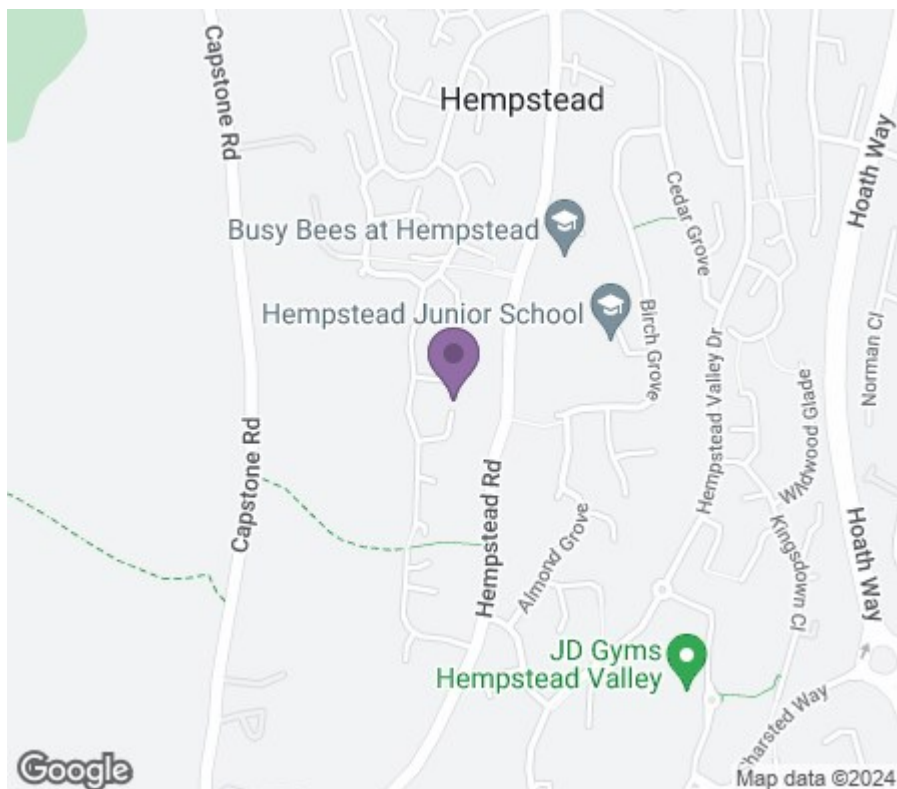 Capstone Rd
Hempstead
Hoath Way
Cedar Grove
Busy Bees at Hempstead
Hempstead Junior School
Birch Grove
Norman Cl
Hempstead Valley Dr
Wildwood Glade
Capstone Rd
Hempstead Rd
Almond Grove
Kingsdown Cl
Hoath Way
JD Gyms
Hempstead Valley
Sharsted Way
Google
Map data ©2024